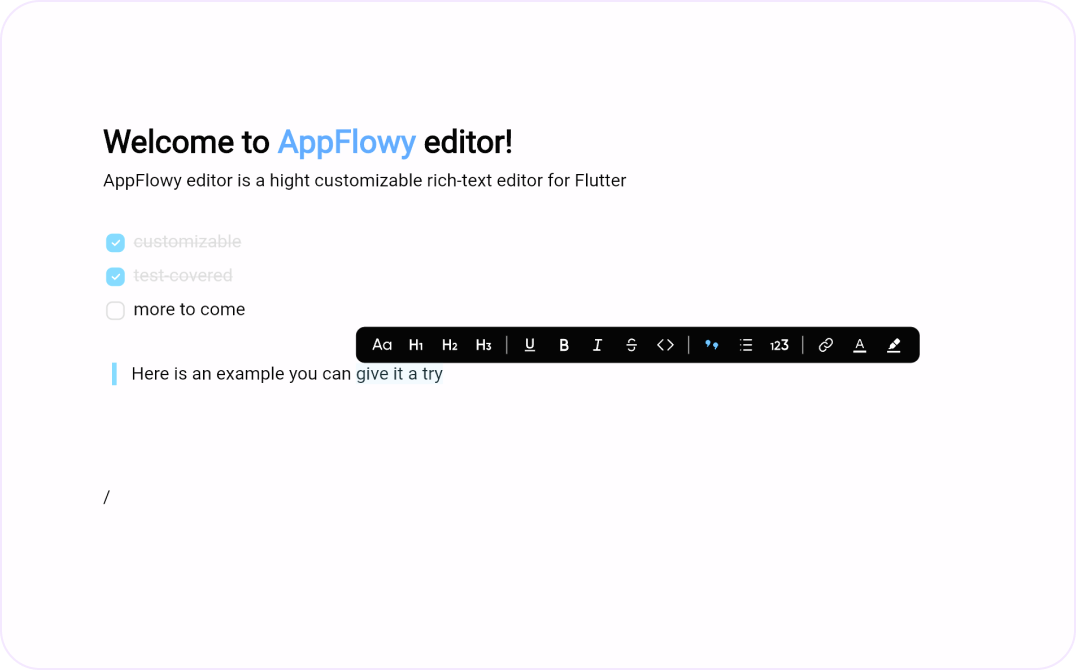 Welcome to AppFlowy editor!
AppFlowy editor is a hight customizable rich-text editor for Flutter
customizable
test-covered
more to come
Aa H1 H2 H3 U B I S <> 123 A
Here is an example you can give it a try
/